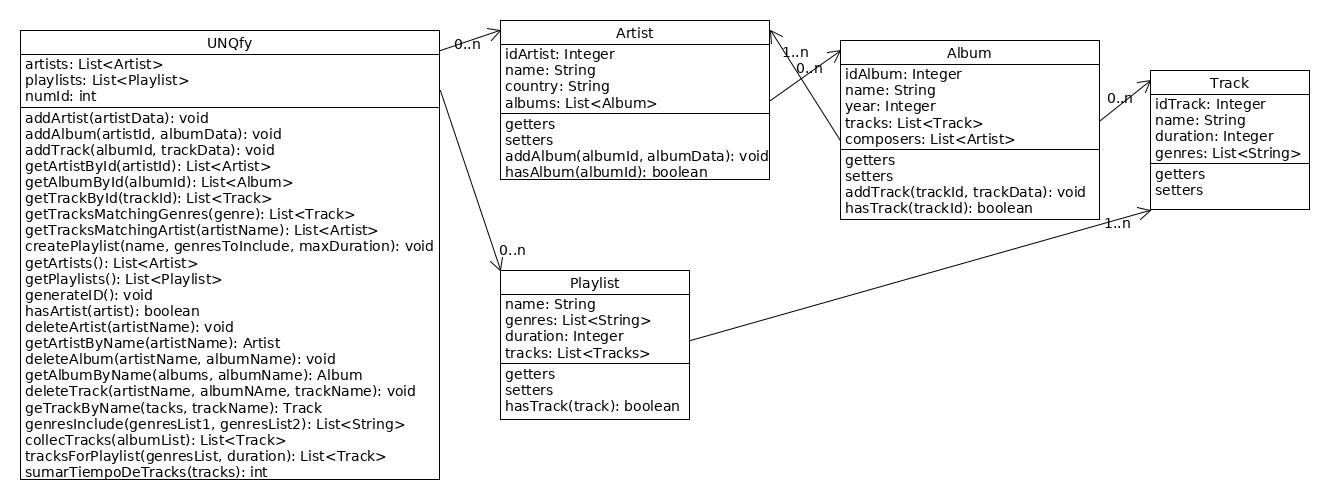 UNQfy
artists: List<Artist>
playlists: List<Playlist>
numId: int
addArtist(artistData): void
addAlbum(artistId, albumData): void
addTrack(albumId, trackData): void
getArtistById(artistId): List<Artist>
getAlbumById(albumId): List<Album>
getTrackById(trackId): List<Track>
getTracksMatchingGenres(genre): List<Track>
getTracksMatchingArtist(artistName): List<Artist>
createPlaylist(name, genresToInclude, maxDuration): void
getArtists(): List<Artist>
getPlaylists(): List<Playlist>
generateID(): void
hasArtist(artist): boolean
deleteArtist(artistName): void
getArtistByName(artistName): Artist
deleteAlbum(artistName, albumName): void
getAlbumByName(albums, albumName): Album
deleteTrack(artistName, albumNAme, trackName): void
geTrackByName(tacks, trackName): Track
genresInclude(genresList1, genresList2): List<String>
collecTracks(albumList): List<Track>
tracksForPlaylist(genresList, duration): List<Track>
sumarTiempoDeTracks(tracks): int
0..n
0..n
Artist
idArtist: Integer
name: String
country: String
albums: List<Album>
getters
setters
addAlbum(albumId, albumData): void
hasAlbum(albumId): boolean
1..n
0..n
Album
idAlbum: Integer
name: String
year: Integer
tracks: List<Track>
composers: List<Artist>
getters
setters
addTrack(trackId, trackData): void
hasTrack(trackId): boolean
0..n
Track
idTrack: Integer
name: String
duration: Integer
genres: List<String>
getters
setters
1..n
Playlist
name: String
genres: List<String>
duration: Integer
tracks: List<Tracks>
getters
setters
hasTrack(track): boolean